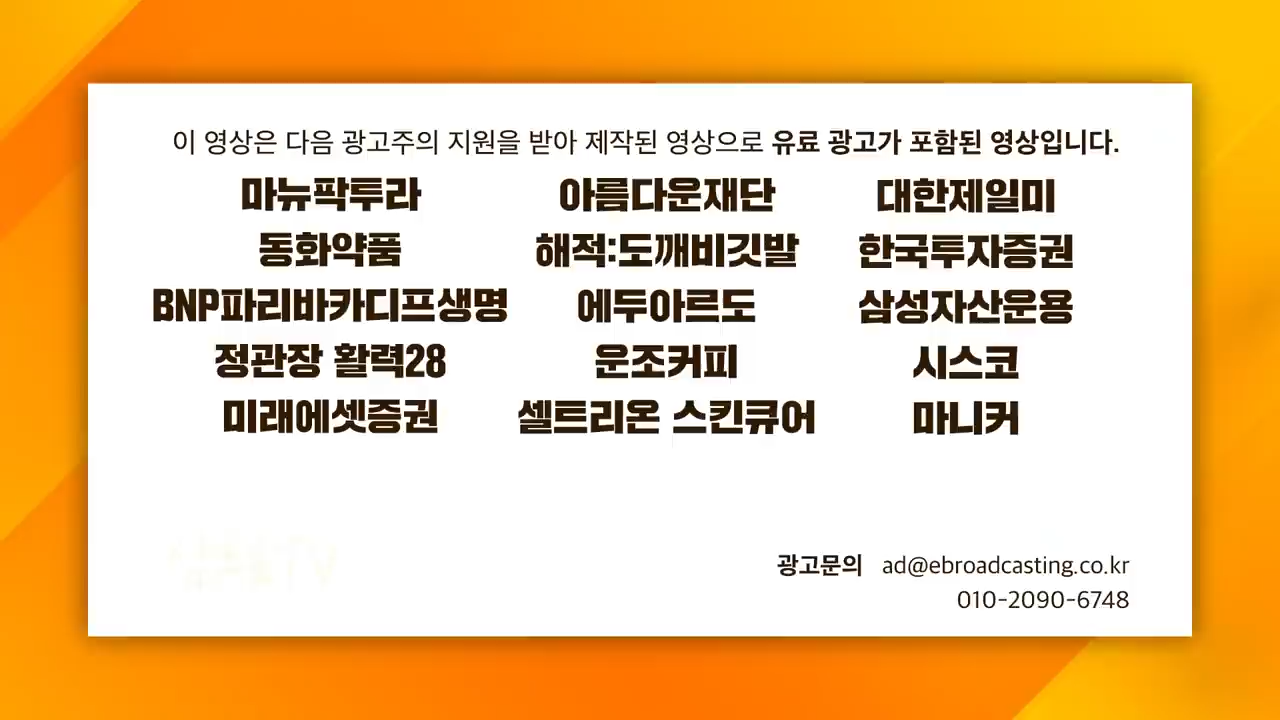 이 영상은 다음 광고주의 지원을 받아 제작된 영상으로 유료 광고가 포함된 영상입니다.
마뉴팍투라 아름다운재단 대한제일미
동화약품 해적:도깨비깃발 한국투자증권
BNP파리바카디프생명 에두아르도 삼성자산운용
정관장 활력28 운조커피 시스코
미래에셋증권 셀트리온 스킨큐어 마니커
광고문의 ad@ebroadcasting.co.kr
010-2090-6748